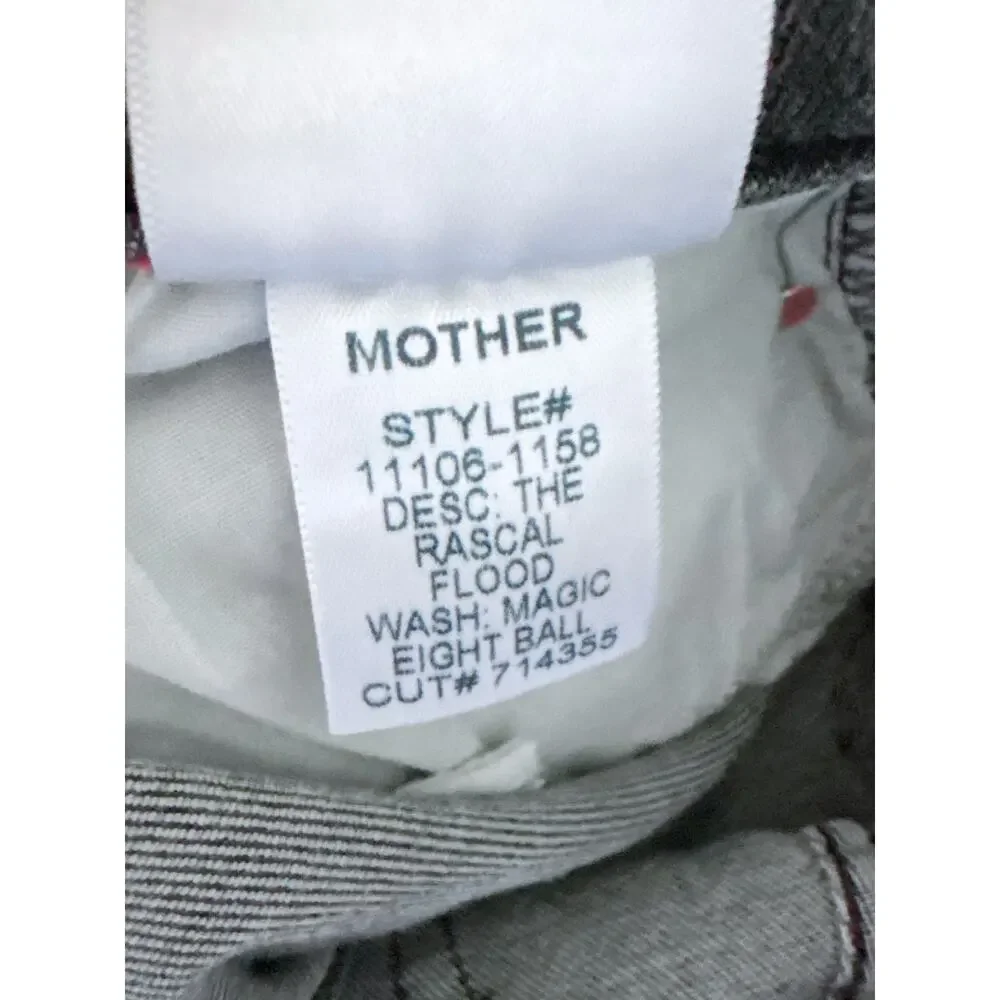 MOTHER
STYLE#
11106-1158
DESC: THE
RASCAL
FLOOD
WASH: MAGIC
EIGHT BALL
CUT# 714355